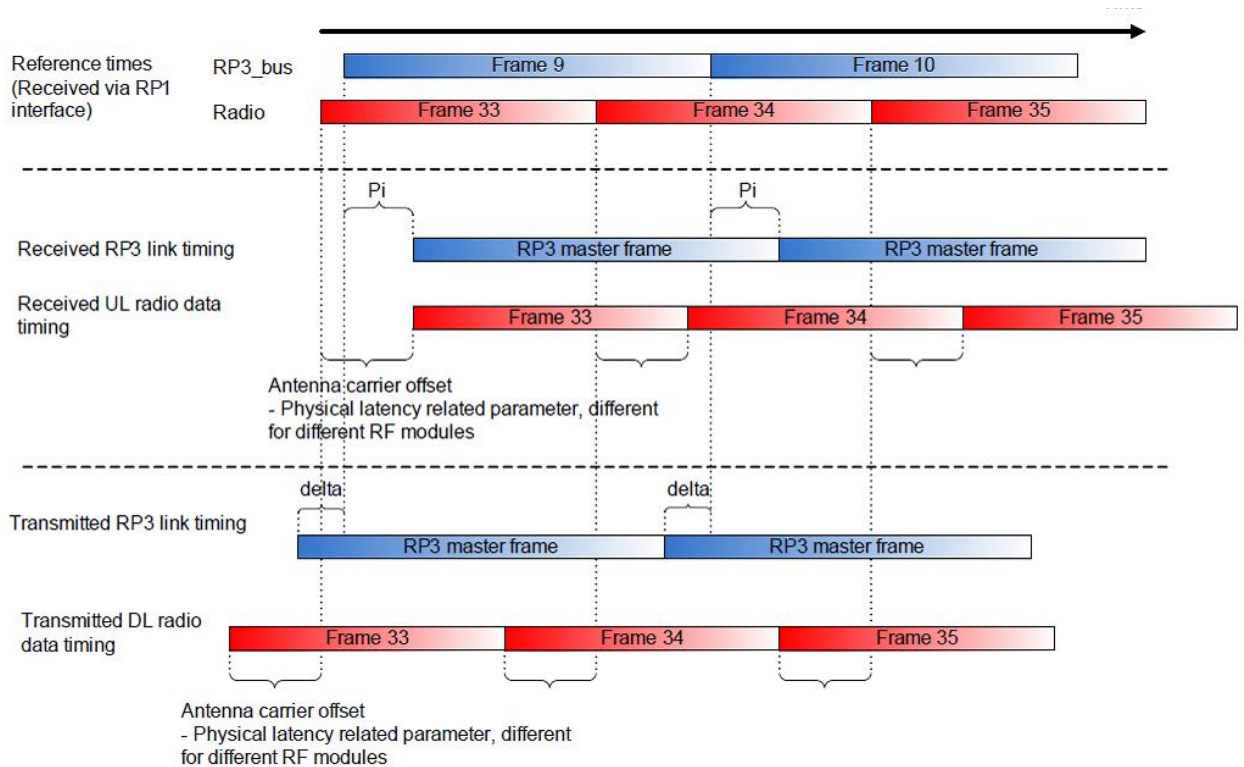 Reference times
(Received via RP1
interface)
RP3_bus
Frame 9
Frame 10
Radio
Frame 33
Frame 34
Frame 35
Pi
Pi
Received RP3 link timing
RP3 master frame
RP3 master frame
Received UL radio data
timing
Frame 33
Frame 34
Frame 35
Antenna carrier offset
- Physical latency related parameter, different
for different RF modules
delta
delta
Transmitted RP3 link timing
RP3 master frame
RP3 master frame
Transmitted DL radio
data timing
Frame 33
Frame 34
Frame 35
Antenna carrier offset
- Physical latency related parameter, different
for different RF modules